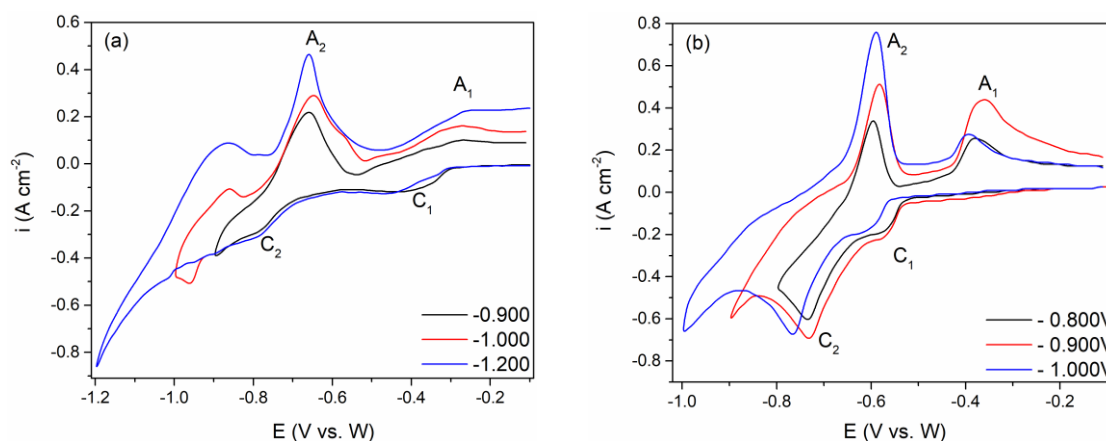 (a)
A₂
A₁
C₁
C₂
-0.900
-1.000
-1.200
i (A cm⁻²)
0.6
0.4
0.2
0.0
-0.2
-0.4
-0.6
-0.8
-1.2 -1.0 -0.8 -0.6 -0.4 -0.2
E (V vs. W)
(b)
A₂
A₁
C₁
C₂
- 0.800V
- 0.900V
- 1.000V
i (A cm⁻²)
0.8
0.6
0.4
0.2
0.0
-0.2
-0.4
-0.6
-0.8
-1.0 -0.8 -0.6 -0.4 -0.2
E (V vs. W)